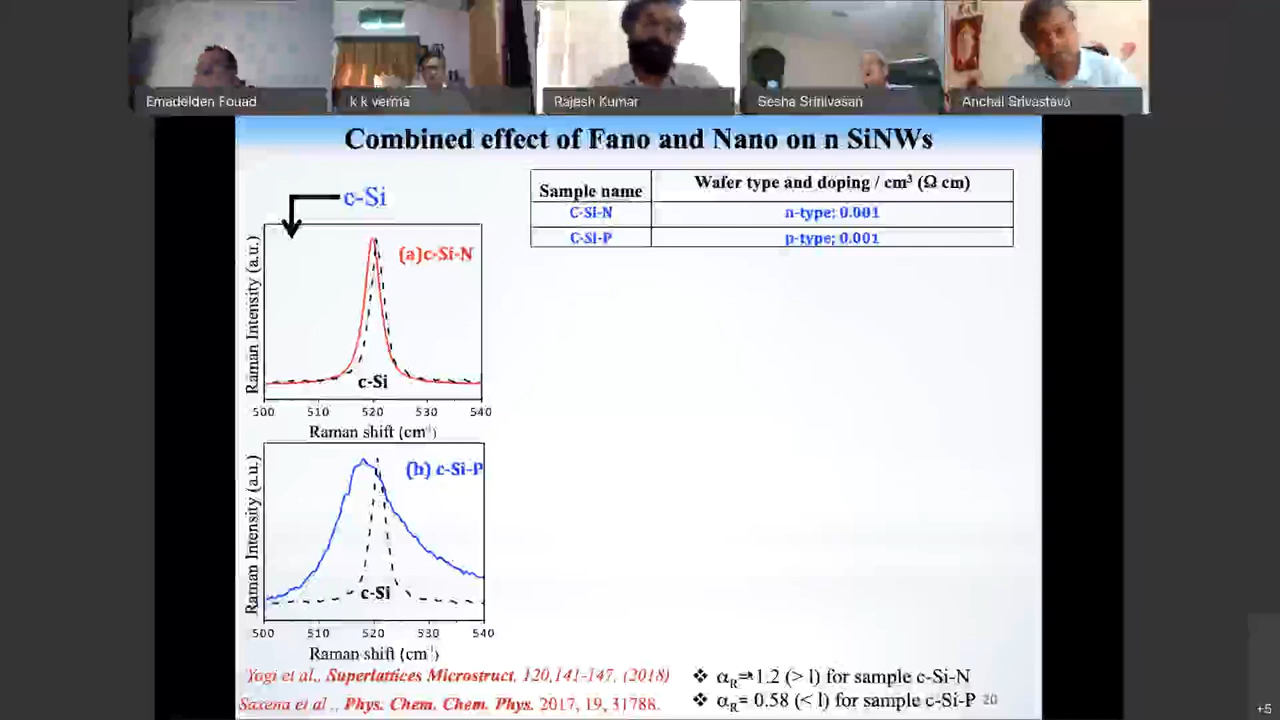 Emadelden Fouad
k k verma
Rajesh Kumar
Sesha Srinivasan
Anchal Srivastava
Combined effect of Fano and Nano on n SiNWs
c-Si
Sample name
Wafer type and doping / cm³ (Ω cm)
C-Si-N
n-type; 0.001
C-Si-P
p-type; 0.001
(a)c-Si-N
Raman Intensity (a.u.)
c-Si
500 510 520 530 540
Raman shift (cm⁻¹)
(b) c-Si-P
Raman Intensity (a.u.)
c-Si
500 510 520 530 540
Raman shift (cm⁻¹)
Yogi et al., Superlattices Microstruct, 120,141-147, (2018)
Saxena et al., Phys. Chem. Chem. Phys. 2017, 19, 31788.
❖ αR= 1.2 (> 1) for sample c-Si-N
❖ αR= 0.58 (< 1) for sample c-Si-P
20
+5